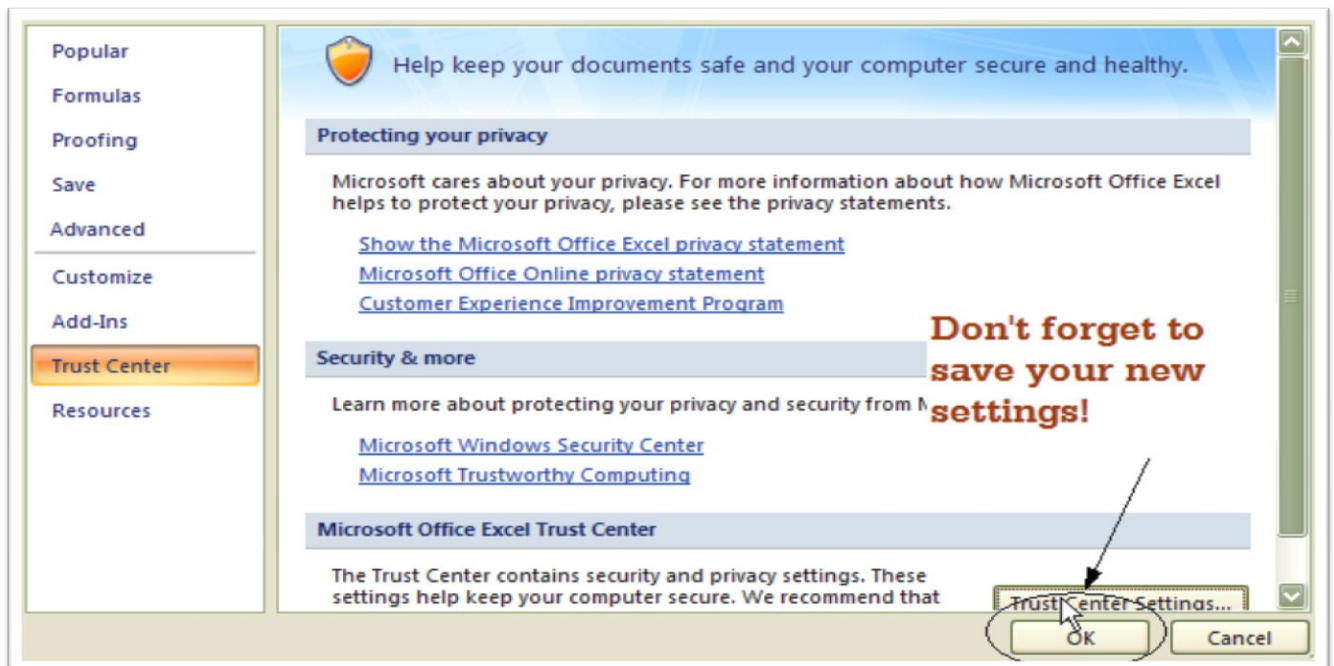 Popular
Formulas
Proofing
Save
Advanced
Customize
Add-Ins
Trust Center
Resources
Help keep your documents safe and your computer secure and healthy.
Protecting your privacy
Microsoft cares about your privacy. For more information about how Microsoft Office Excel
helps to protect your privacy, please see the privacy statements.
Show the Microsoft Office Excel privacy statement
Microsoft Office Online privacy statement
Customer Experience Improvement Program
Don't forget to
save your new
settings!
Security & more
Learn more about protecting your privacy and security from
Microsoft Windows Security Center
Microsoft Trustworthy Computing
Microsoft Office Excel Trust Center
The Trust Center contains security and privacy settings. These
settings help keep your computer secure. We recommend that
Trust Center Settings...
OK
Cancel